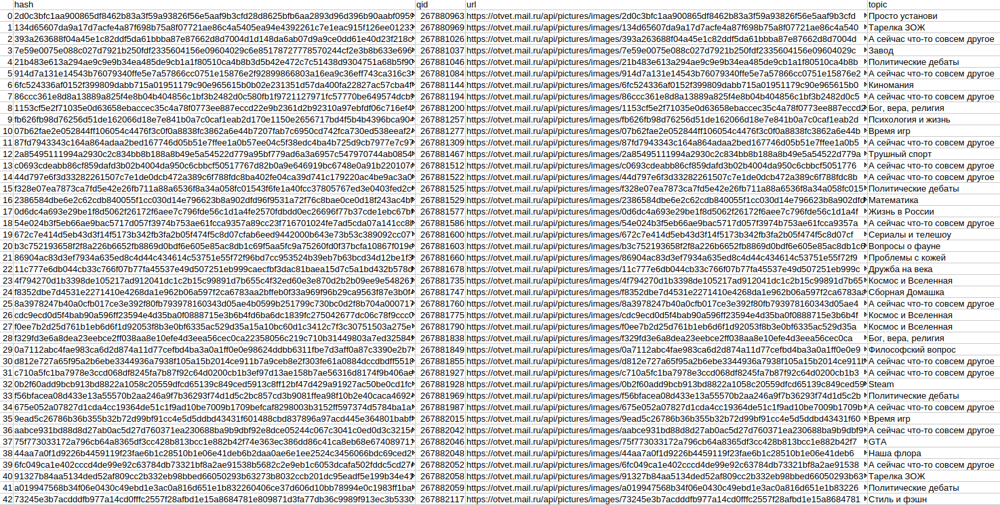 hash qid url topic
0 2d0c3bfc1aa900865df8462b83a3f59a93826f56e5aaf9b3cfd28d8625bfb6aa2893d96d396b90aabf0959 267880963 https://otvet.mail.ru/api/pictures/images/2d0c3bfc1aa900865df8462b83a3f59a93826f56e5aaf9b3cfd Просто установи
1 134d65607da9a17d7acfe4a87f698b75a8f07721ae86c4a5405ea94e4392261c7e1eac915f126ee01233 267880969 https://otvet.mail.ru/api/pictures/images/134d65607da9a17d7acfe4a87f698b75a8f07721ae86c4a540 Тарелка ЗОЖ
2 393a263688f04a45e1c82ddf5da61bbba87e87662d8d7004d1d148da6ab07d9a9ce0dd61e40d23f218c 267881026 https://otvet.mail.ru/api/pictures/images/393a263688f04a45e1c82ddf5da61bbba87e87662d8d7004d А сейчас что-то совсем другое
3 7e59e0075e088c027d7921b250fdf2335604156e09604029c6e85178727778570244cf2e3b8b633e696 267881037 https://otvet.mail.ru/api/pictures/images/7e59e0075e088c027d7921b250fdf2335604156e09604029c Завод
4 21b483e613a294ae9c9e9b34ea485de9cb1a1f80510ca4b8b3d5b42e472c7c51438d9304751a68b5f90 267881046 https://otvet.mail.ru/api/pictures/images/21b483e613a294ae9c9e9b34ea485de9cb1a1f80510ca4b8b Политические дебаты
5 914d7a131e14543b76079340ffe5e7a57866cc0751e15876e2f92899866803a16ea9c36eff743ca316c3 267881084 https://otvet.mail.ru/api/pictures/images/914d7a131e14543b76079340ffe5e7a57866cc0751e15876e2 А сейчас что-то совсем другое
6 6fc524336af0152f399809dabb715a01951179c90e965615b0b02e231351d57da400fa22827ac57cba4f 267881144 https://otvet.mail.ru/api/pictures/images/6fc524336af0152f399809dabb715a01951179c90e965615b0 Киномания
7 86ccc361e8d8a13889a825f4e8b04b404856c1bf3b2482d0c580fb1f9721127971fc57770be649574dcb 267881194 https://otvet.mail.ru/api/pictures/images/86ccc361e8d8a13889a825f4e8b04b404856c1bf3b2482d0c5 А сейчас что-то совсем другое
8 1153cf5e2f71035e0d63658ebaccec35c4a78f0773ee887eccd22e9b2361d2b92310a97ebfdf06c716ef4 267881200 https://otvet.mail.ru/api/pictures/images/1153cf5e2f71035e0d63658ebaccec35c4a78f0773ee887eccd2 Бог, вера, религия
9 fb626fb98d76256d51de2062166d18e7e841b0a7c0caf1eab2d170e1150e2656717bd4f5b4b4396bca90 267881257 https://otvet.mail.ru/api/pictures/images/fb626fb98d76256d51de2062166d18e7e841b0a7c0caf1eab2d Психология и жизнь
10 07b62fae2e052844ff106054c4476f3c0f0a8838fc3862a6e44b7207fab7c6950cd742fca730ed538eeaf2 267881277 https://otvet.mail.ru/api/pictures/images/07b62fae2e052844ff106054c4476f3c0f0a8838fc3862a6e44b Время игр
11 87fd7943343c164a864adaa2bed167746d05b51e7ffee1a0b57ee04c5f38edc4ba4b725d9cb7977e7c97 267881309 https://otvet.mail.ru/api/pictures/images/87fd7943343c164a864adaa2bed167746d05b51e7ffee1a0b5 А сейчас что-то совсем другое
12 2a85495111994a2930c2c834bb8b188a8b49e5a54522d779a95bf779ad6a3a6957c547970744ab0854 267881467 https://otvet.mail.ru/api/pictures/images/2a85495111994a2930c2c834bb8b188a8b49e5a54522d779a Трушный спорт
13 c0693cdeabb86cf859dafd3b02b4004da950c6cbbcf50517767d82b0a9e646919bc6748e0a91b220107 267881512 https://otvet.mail.ru/api/pictures/images/c0693cdeabb86cf859dafd3b02b4004da950c6cbbcf50517776 А сейчас что-то совсем другое
14 44d797e6f3d33282261507c7e1de0dcb472a389c6f788fdc8ba402fe04ca39d741c179220ac4be9ac3a0 267881522 https://otvet.mail.ru/api/pictures/images/44d797e6f3d33282261507c7e1de0dcb472a389c6f788fdc8b А сейчас что-то совсем другое
15 f328e07ea7873ca7fd5e42e26fb711a88a6536f8a34a058fc01543f6fe1a40fcc37805767ed3e0403fed2c 267881525 https://otvet.mail.ru/api/pictures/images/f328e07ea7873ca7fd5e42e26fb711a88a6536f8a34a058fc015 Политические дебаты
16 2386584dbe6e2c62cdb840055f1cc030d14e796623b8a902dfd96f9531a72f76c8bae0ce0d18f243ac4b 267881529 https://otvet.mail.ru/api/pictures/images/2386584dbe6e2c62cdb840055f1cc030d14e796623b8a902dfd Математика
17 0d6dc4a693e29be1f8d5062f26172f6aee7c796fde56c1d1a4fe2570fdbdd0ec26696f77b37cde1ebc67b 267881577 https://otvet.mail.ru/api/pictures/images/0d6dc4a693e29be1f8d5062f26172f6aee7c796fde56c1d1a4f Жизнь в России
18 54e024b3f5eb66ae9bac5717d057f3974b753ae61fcca9357a89cc23f716701024fe7ad5cda07a141cc8 267881586 https://otvet.mail.ru/api/pictures/images/54e024b3f5eb66ae9bac5717d057f3974b753ae61fcca9357a А сейчас что-то совсем другое
19 672c7e414d5eb43d3f14f5173b342fb3fa2b05f474f5c8d07cfab6eed9442000b643e73b53c389092cc07 267881600 https://otvet.mail.ru/api/pictures/images/672c7e414d5eb43d3f14f5173b342fb3fa2b05f474f5c8d07cf Сериалы и телешоу
20 b3c752193658f2f8a226b6652fb8869d0bdf6e605e85ac8db1c69f5aa5fc9a75260fd0f37bcfa10867f019e 267881603 https://otvet.mail.ru/api/pictures/images/b3c752193658f2f8a226b6652fb8869d0bdf6e605e85ac8db1c6 Вопросы о фауне
21 86904ac83d3ef7934a635ed8c4d44c434614c53751e55f72f96bd7cc953524b39eb7b63bcd34d12be1f3 267881660 https://otvet.mail.ru/api/pictures/images/86904ac83d3ef7934a635ed8c4d44c434614c53751e55f72f9 Проблемы с кожей
22 11c777e6db044cb33c766f07b77fa45537e49d507251eb999caecfbf3dac81baea15d7c5a1bd432b578d 267881678 https://otvet.mail.ru/api/pictures/images/11c777e6db044cb33c766f07b77fa45537e49d507251eb999c Дружба на века
23 4f794270d1b3398de105217ad912041dc1c2b15c99891d7b655c4f32ed60e3e870d2b2b09ee9e54826 267881735 https://otvet.mail.ru/api/pictures/images/4f794270d1b3398de105217ad912041dc1c2b15c99891d7b65 Космос и Вселенная
24 f8352dbe7d4531e2271410e4268da1e962b06a597f2ca6783aa2bffeb0f33a969f96b29ca9563f87e3b0f 267881747 https://otvet.mail.ru/api/pictures/images/f8352dbe7d4531e2271410e4268da1e962b06a597f2ca6783aa Сборная Домашка
25 8a3978247b40a0cfb017ce3e392f80fb793978160343d05ae4b0599b251799c730bc0d2f8b704a000717 267881760 https://otvet.mail.ru/api/pictures/images/8a3978247b40a0cfb017ce3e392f80fb793978160343d05ae4 А сейчас что-то совсем другое
26 cdc9ecd0d5f4bab90a596ff23594e4d35ba0f0888715e3b6b4fd6ba6dc1839fc275042677dc06c78f9ccc 267881775 https://otvet.mail.ru/api/pictures/images/cdc9ecd0d5f4bab90a596ff23594e4d35ba0f0888715e3b6b4f Космос и Вселенная
27 f0ee7b2d25d761b1eb6d6f1d92053f8b3e0bf6335ac529d35a15a10bc60d1c3412c7f3c30751503a275e 267881790 https://otvet.mail.ru/api/pictures/images/f0ee7b2d25d761b1eb6d6f1d92053f8b3e0bf6335ac529d35a Космос и Вселенная
28 f329fd3e6a8dea23eebce2ff038aa8e10efe4d3eea56cec0ca22358056c219c710b31449803a7ed32584 267881838 https://otvet.mail.ru/api/pictures/images/f329fd3e6a8dea23eebce2ff038aa8e10efe4d3eea56cec0ca Бог, вера, религия
29 0a7112abc4fae983ca6d2d874a11d77cefbd4ba3a0a1ff0e0e98624ddbb6311fbe7d3aff0a87c3390e2b7 267881849 https://otvet.mail.ru/api/pictures/images/0a7112abc4fae983ca6d2d874a11d77cefbd4ba3a0a1ff0e0e9 Философский вопрос
30 d812e727a65f95a2b6ebe3344936a7938f105a15b2014ce911b7a9ceb8e2f303fe61a0884dccdbdff5518 267881855 https://otvet.mail.ru/api/pictures/images/d812e727a65f95a2b6ebe3344936a7938f105a15b2014ce911b А сейчас что-то совсем другое
31 c710a5fc1ba7978e3ccd068df8245fa7b87f92c64d0200cb1b3ef97d13ae158b7ae56316d8174f9b406ae 267881927 https://otvet.mail.ru/api/pictures/images/c710a5fc1ba7978e3ccd068df8245fa7b87f92c64d0200cb1b3 А сейчас что-то совсем другое
32 0b2f60add9bcb913bd8822a1058c20559dfcd65139c849ced5913c8ff12bf47d429a91927ac50be0cd1fc 267881928 https://otvet.mail.ru/api/pictures/images/0b2f60add9bcb913bd8822a1058c20559dfcd65139c849ced59 Steam
33 f56bfacea08d433e13a55570b2aa246a9f7b36293f74d1d5c2bc857cd3b9081ffea98f10b2e40caca4692 267881969 https://otvet.mail.ru/api/pictures/images/f56bfacea08d433e13a55570b2aa246a9f7b36293f74d1d5c2b Политические дебаты
34 675e052a07827d1cda4cc19364de51c1f9ad10be7009b1709befcaf8298003b3152ff597374d5784ba1a 267881987 https://otvet.mail.ru/api/pictures/images/675e052a07827d1cda4cc19364de51c1f9ad10be7009b1709b А сейчас что-то совсем другое
35 9ead5c26786b36b355b32b72d99bf91cc4e5d5ddbd43431f601488cbd837896a97acd445e364801babf 267882015 https://otvet.mail.ru/api/pictures/images/9ead5c26786b36b355b32b72d99bf91cc4e5d5ddbd43431f60 Время игр
36 aabce931bd88d8d27ab0ac5d27d760371ea230688ba9b9dbf92e8dce05244c067c3041c0ed0d3c3215 267882042 https://otvet.mail.ru/api/pictures/images/aabce931bd88d8d27ab0ac5d27d760371ea230688ba9b9dbf9 А сейчас что-то совсем другое
37 75f773033172a796cb64a8365df3cc428b813bcc1e882b42f74e363ec386dd86c41ca8eb68e67408971 267882046 https://otvet.mail.ru/api/pictures/images/75f773033172a796cb64a8365df3cc428b813bcc1e882b42f7 GTA
38 44aa7a0f1d9226b4459119f23fae6b1c28510b1e06e41deb6b2daa0ae6e1ee2524c3456066bdc69ced2 267882048 https://otvet.mail.ru/api/pictures/images/44aa7a0f1d9226b4459119f23fae6b1c28510b1e06e41deb6 Наша флора
39 6fc049ca1e402cccd4de99e92c63784db73321bf8a2ae91538b5682c2e9eb1c6053dcafa502fddc5cd27 267882052 https://otvet.mail.ru/api/pictures/images/6fc049ca1e402cccd4de99e92c63784db73321bf8a2ae91538 А сейчас что-то совсем другое
40 91327b84aa5134ded52af809cc2b332eb98bbed66050293b63273b8032ccb201dc95eadf5e199b34e41 267882058 https://otvet.mail.ru/api/pictures/images/91327b84aa5134ded52af809cc2b332eb98bbed66050293b63 Тарелка ЗОЖ
41 a019947568b34f06e0430c49ebd1e3ac0a816d651e1b832260406ce37d606d10bb78994e0c1983ff1ba 267882059 https://otvet.mail.ru/api/pictures/images/a019947568b34f06e0430c49ebd1e3ac0a816d651e1b83226 Политические дебаты
42 73245e3b7acdddfb977a14cd0fffc2557f28afbd1e15a8684781e809871d3fa77db36c9989f913ec3b5330 267882117 https://otvet.mail.ru/api/pictures/images/73245e3b7acdddfb977a14cd0fffc2557f28afbd1e15a8684781 Стиль и фэшн